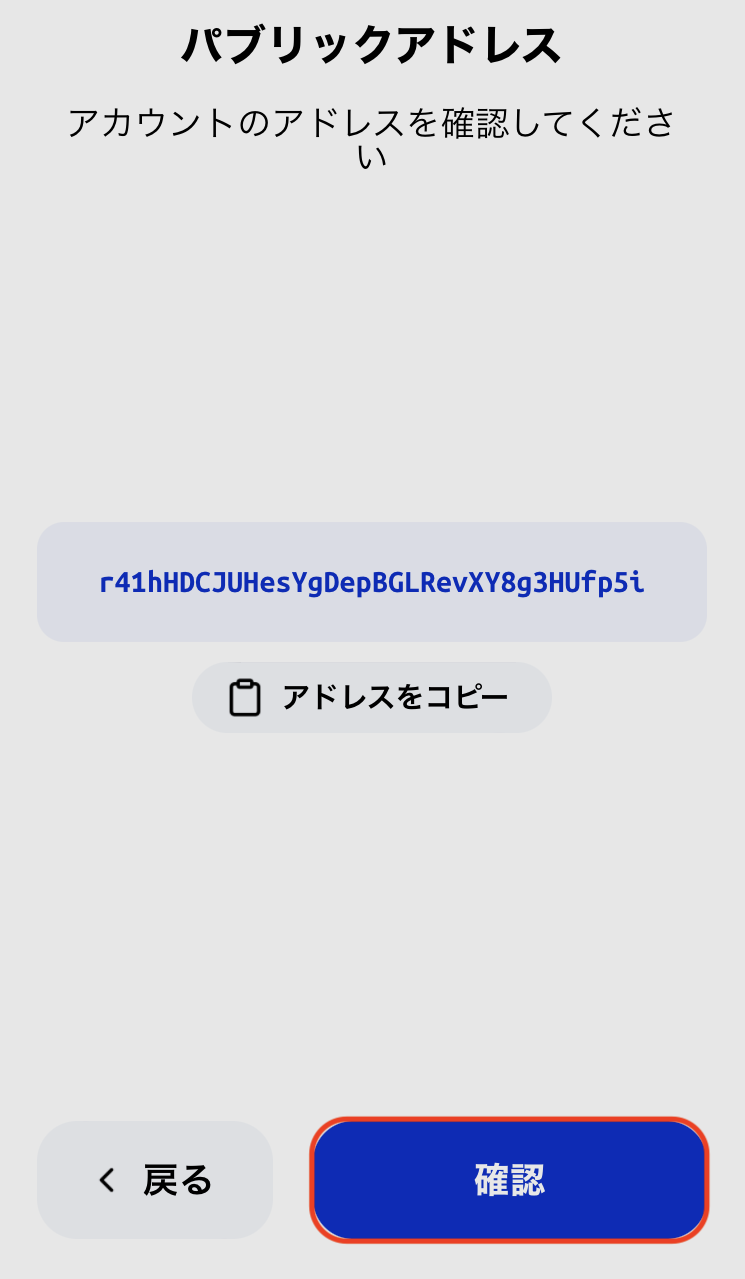 パブリックアドレス
アカウントのアドレスを確認してくださ
い
r41hHDCJUHesYgDepBGLRevXY8g3HUfp5i
アドレスをコピー
戻る
確認